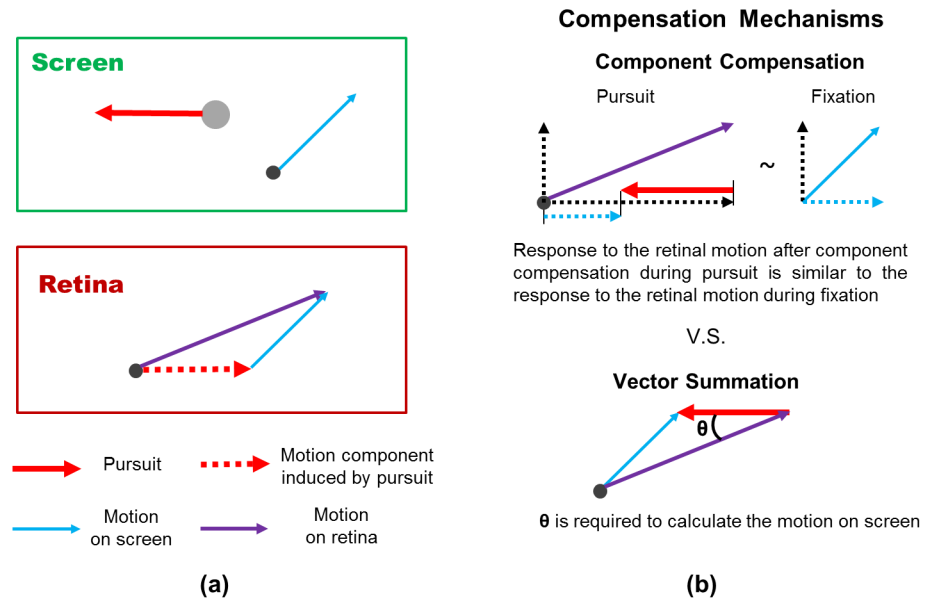 Screen
Retina
Pursuit
Motion component
induced by pursuit
Motion
on screen
Motion
on retina
(a)
Compensation Mechanisms
Component Compensation
Pursuit
Fixation
~
Response to the retinal motion after component
compensation during pursuit is similar to the
response to the retinal motion during fixation
V.S.
Vector Summation
θ
θ is required to calculate the motion on screen
(b)